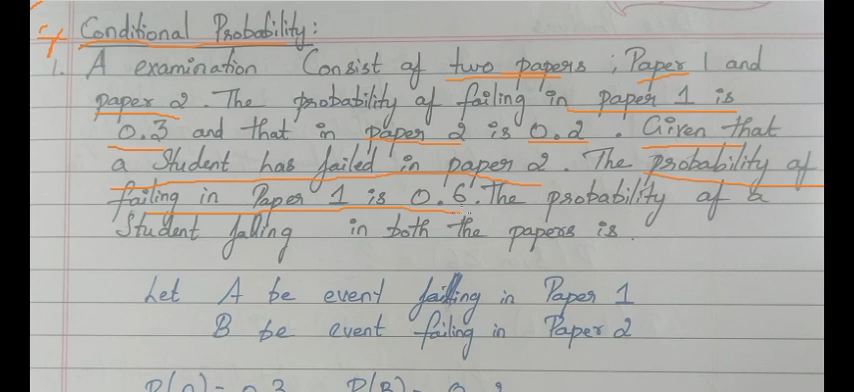 Conditional Probability :
1. A examination Consist of two papers ; Paper 1 and
paper 2 . The probability of failing in paper 1 is
0.3 and that in paper 2 is 0.2 . Given that
a Student has failed in paper 2 . The probability of
failing in Paper 1 is 0.6 . The probability of a
Student falling in both the papers is .
Let A be event failing in Paper 1
B be event failing in Paper 2
P(A) = 0.3 P(B) =